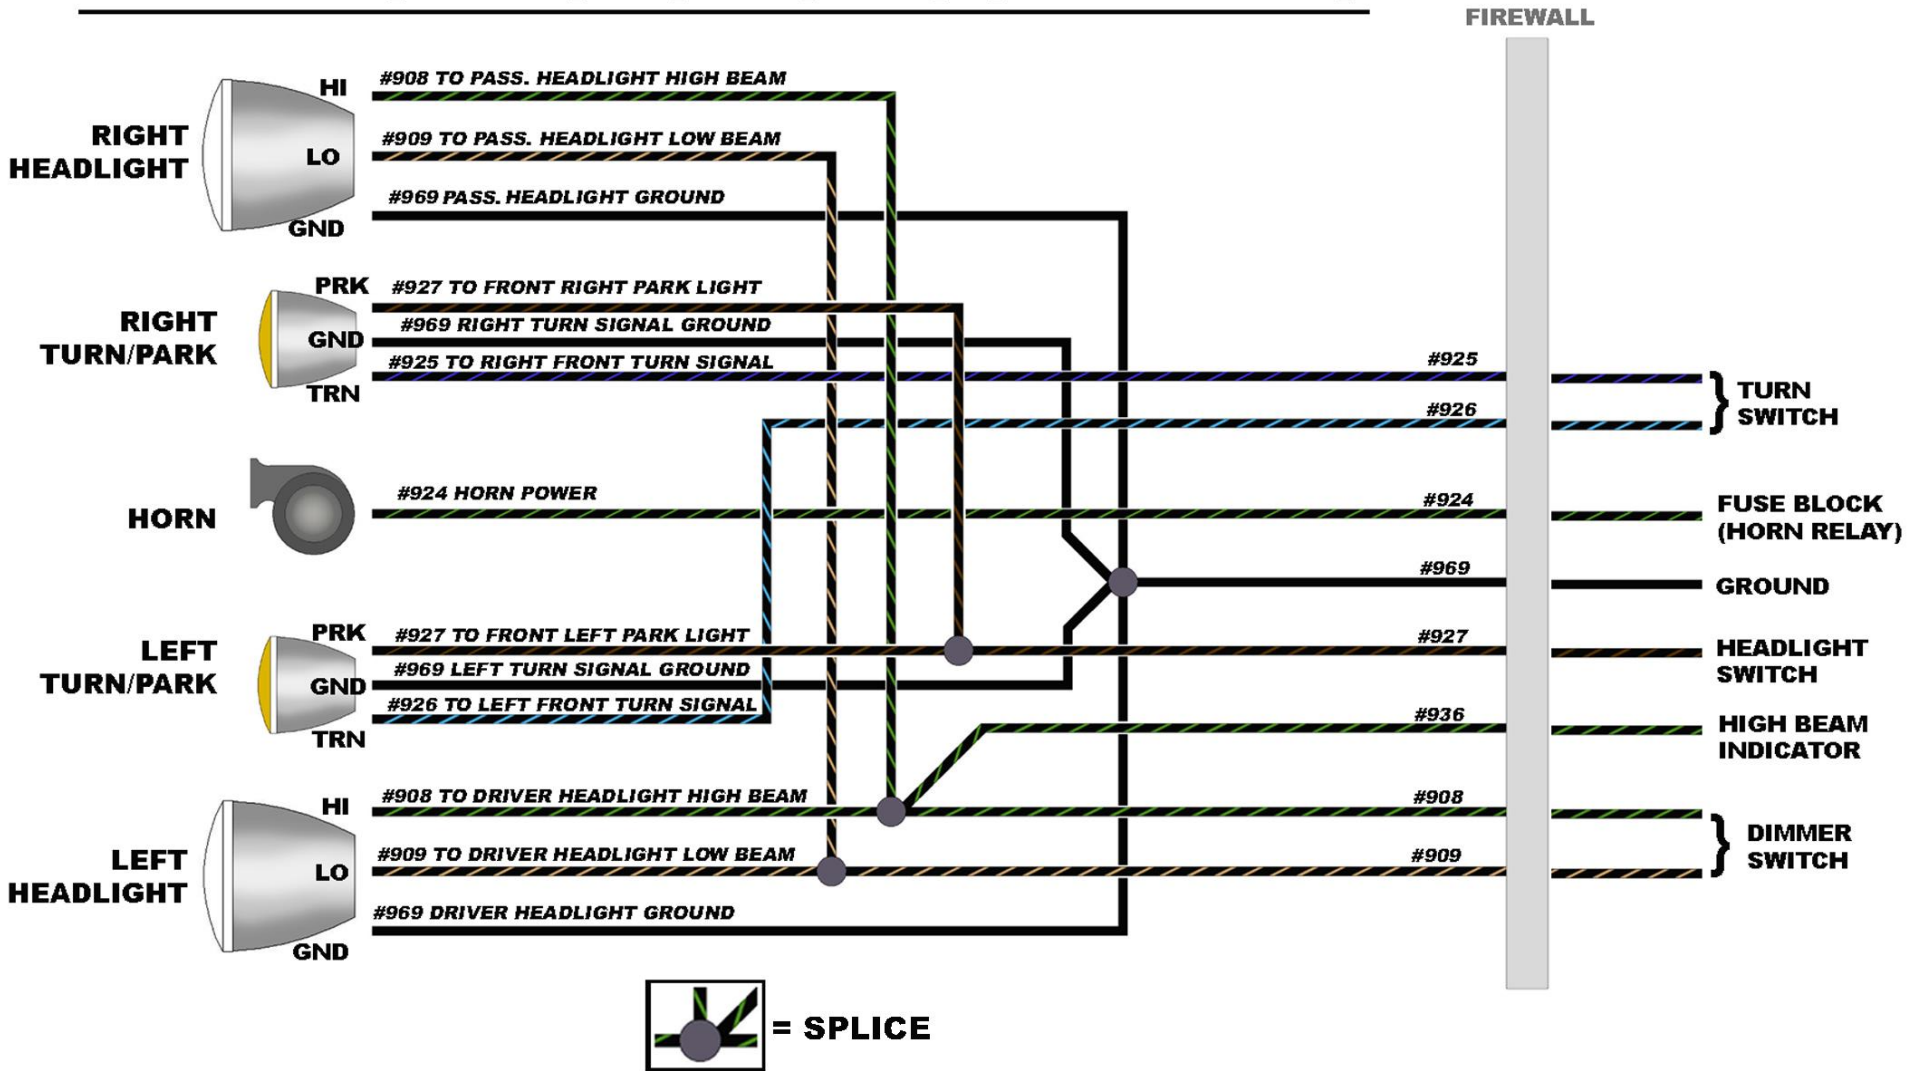 FIREWALL
RIGHT
HEADLIGHT
HI
LO
GND
#908 TO PASS. HEADLIGHT HIGH BEAM
#909 TO PASS. HEADLIGHT LOW BEAM
#969 PASS. HEADLIGHT GROUND
RIGHT
TURN/PARK
PRK
GND
TRN
#927 TO FRONT RIGHT PARK LIGHT
#969 RIGHT TURN SIGNAL GROUND
#925 TO RIGHT FRONT TURN SIGNAL
#925
#926
TURN
SWITCH
HORN
#924 HORN POWER
#924
FUSE BLOCK
(HORN RELAY)
#969
GROUND
LEFT
TURN/PARK
PRK
GND
TRN
#927 TO FRONT LEFT PARK LIGHT
#969 LEFT TURN SIGNAL GROUND
#926 TO LEFT FRONT TURN SIGNAL
#927
HEADLIGHT
SWITCH
#936
HIGH BEAM
INDICATOR
LEFT
HEADLIGHT
HI
LO
GND
#908 TO DRIVER HEADLIGHT HIGH BEAM
#909 TO DRIVER HEADLIGHT LOW BEAM
#969 DRIVER HEADLIGHT GROUND
#908
#909
DIMMER
SWITCH
= SPLICE